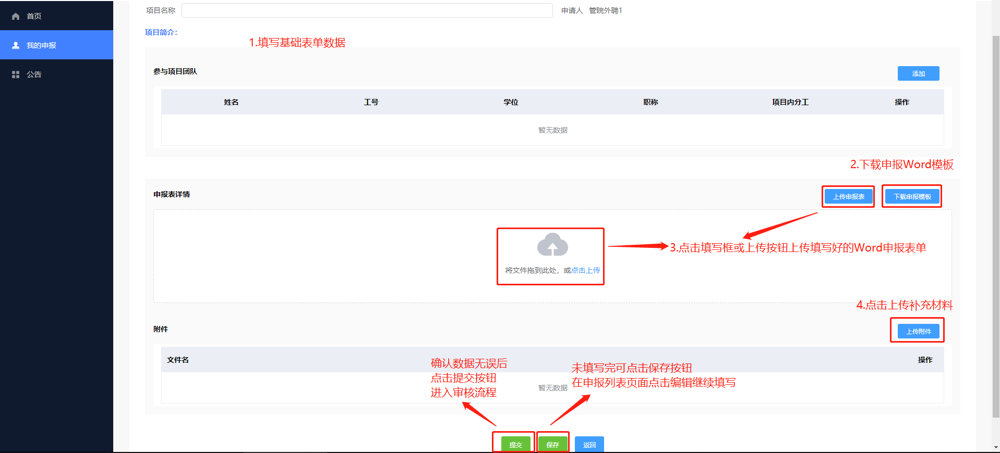 首页
我的申报
公告
项目名称
申请人 管院外聘1
项目简介：
1.填写基础表单数据
参与项目团队
添加
姓名 工号 学位 职称 项目内分工 操作
暂无数据
2.下载申报Word模板
申报表详情
上传申报表
下载申报模板
将文件拖到此处，或点击上传
3.点击填写框或上传按钮上传填写好的Word申报表单
4.点击上传补充材料
附件
上传附件
文件名 操作
暂无数据
确认数据无误后
点击提交按钮
进入审核流程
未填写完可点击保存按钮
在申报列表页面点击编辑继续填写
提交
保存
返回